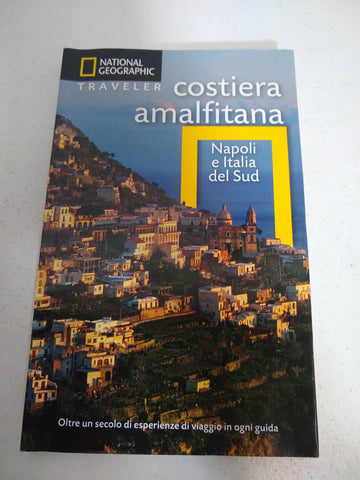 NATIONAL
GEOGRAPHIC
TRAVELER
costiera
amalfitana
Napoli
e Italia
del Sud
Oltre un secolo di esperienze di viaggio in ogni guida